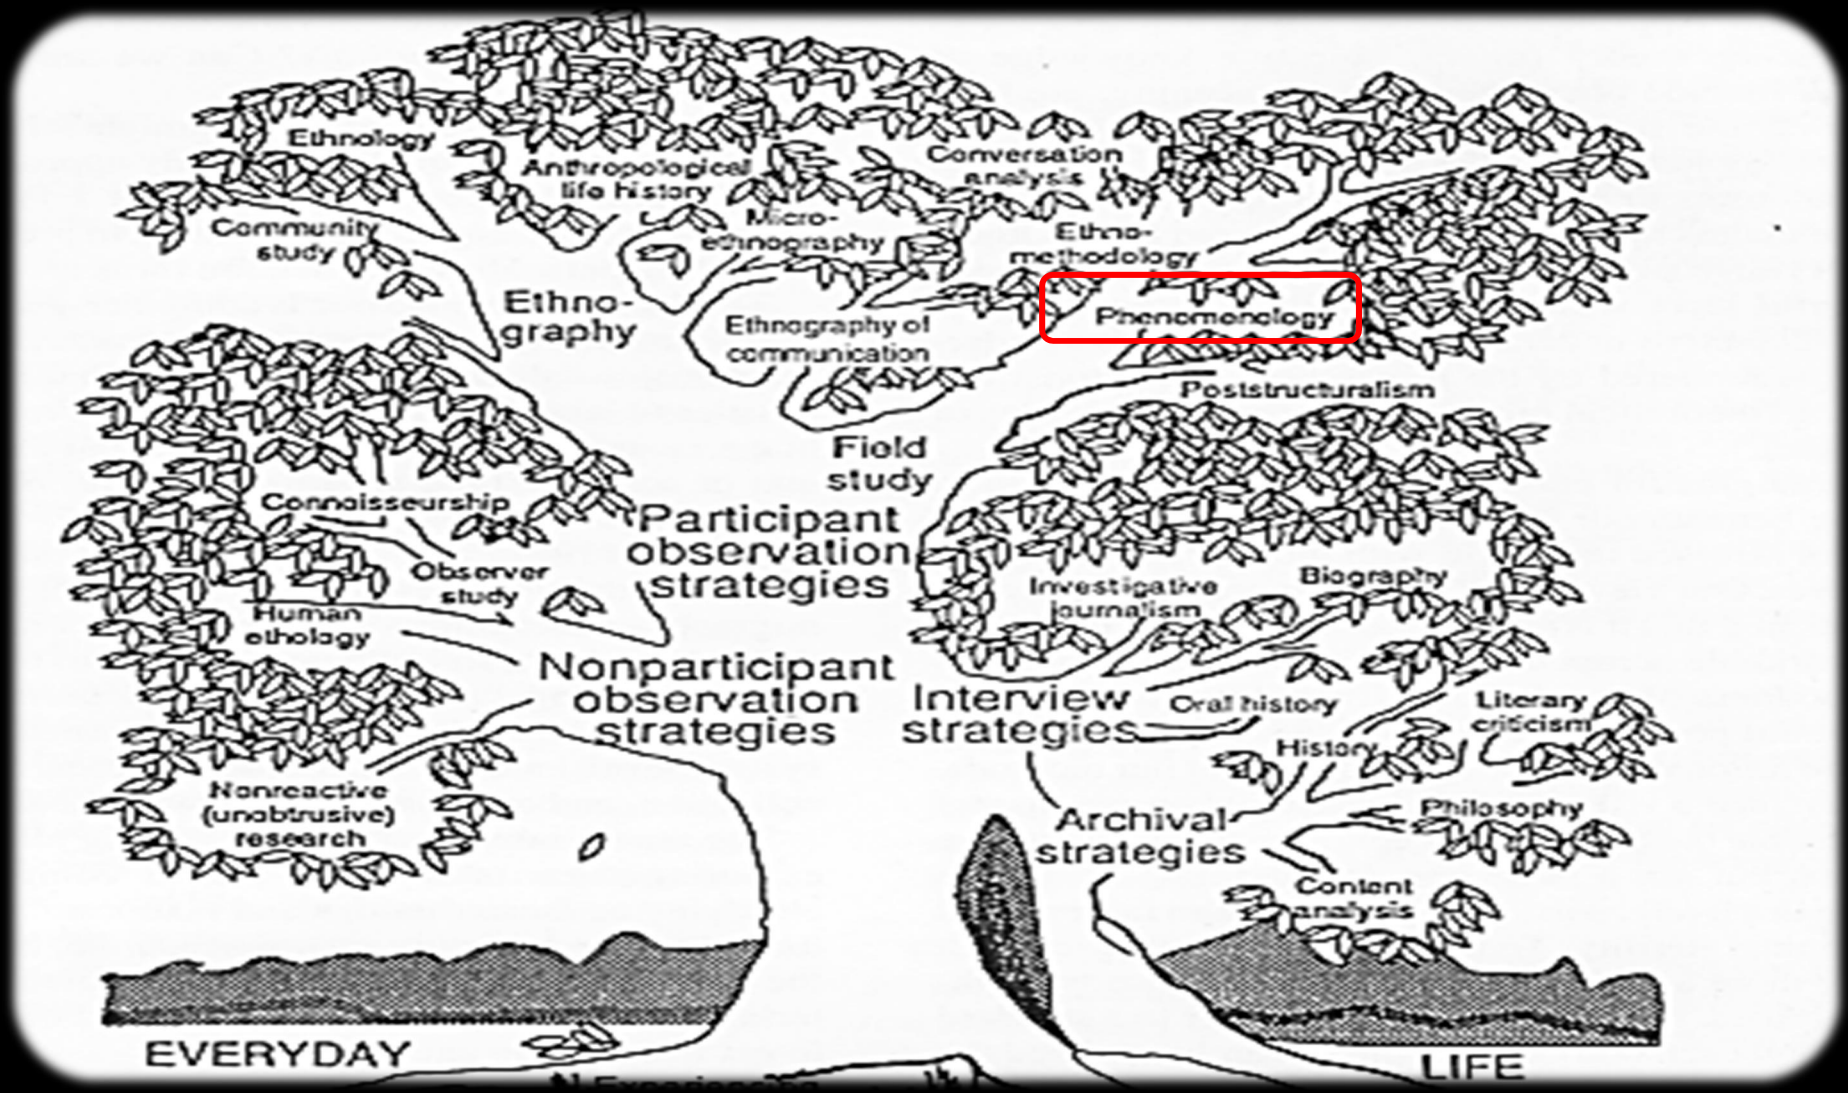 Ethnology
Anthropological
life history
Conversation
analysis
Community
study
Micro-
ethnography
Ethno-
methodology
Ethno-
graphy
Phenomenology
Ethnography of
communication
Poststructuralism
Field
study
Connoisseurship
Participant
observation
strategies
Observer
study
Investigative
journalism
Biography
Human
ethology
Nonparticipant
observation
strategies
Interview
strategies
Oral history
Literary
criticism
History
Nonreactive
(unobtrusive)
research
Archival
strategies
Philosophy
Content
analysis
EVERYDAY
LIFE
Experiencing